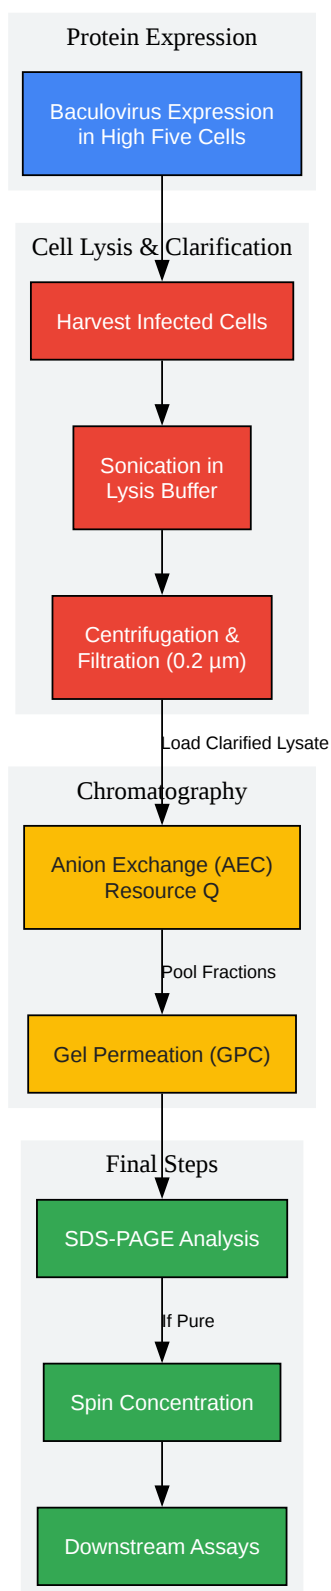 Protein Expression
Baculovirus Expression
in High Five Cells
Cell Lysis & Clarification
Harvest Infected Cells
Sonication in
Lysis Buffer
Centrifugation &
Filtration (0.2 µm)
Load Clarified Lysate
Chromatography
Anion Exchange (AEC)
Resource Q
Pool Fractions
Gel Permeation (GPC)
Final Steps
SDS-PAGE Analysis
If Pure
Spin Concentration
Downstream Assays